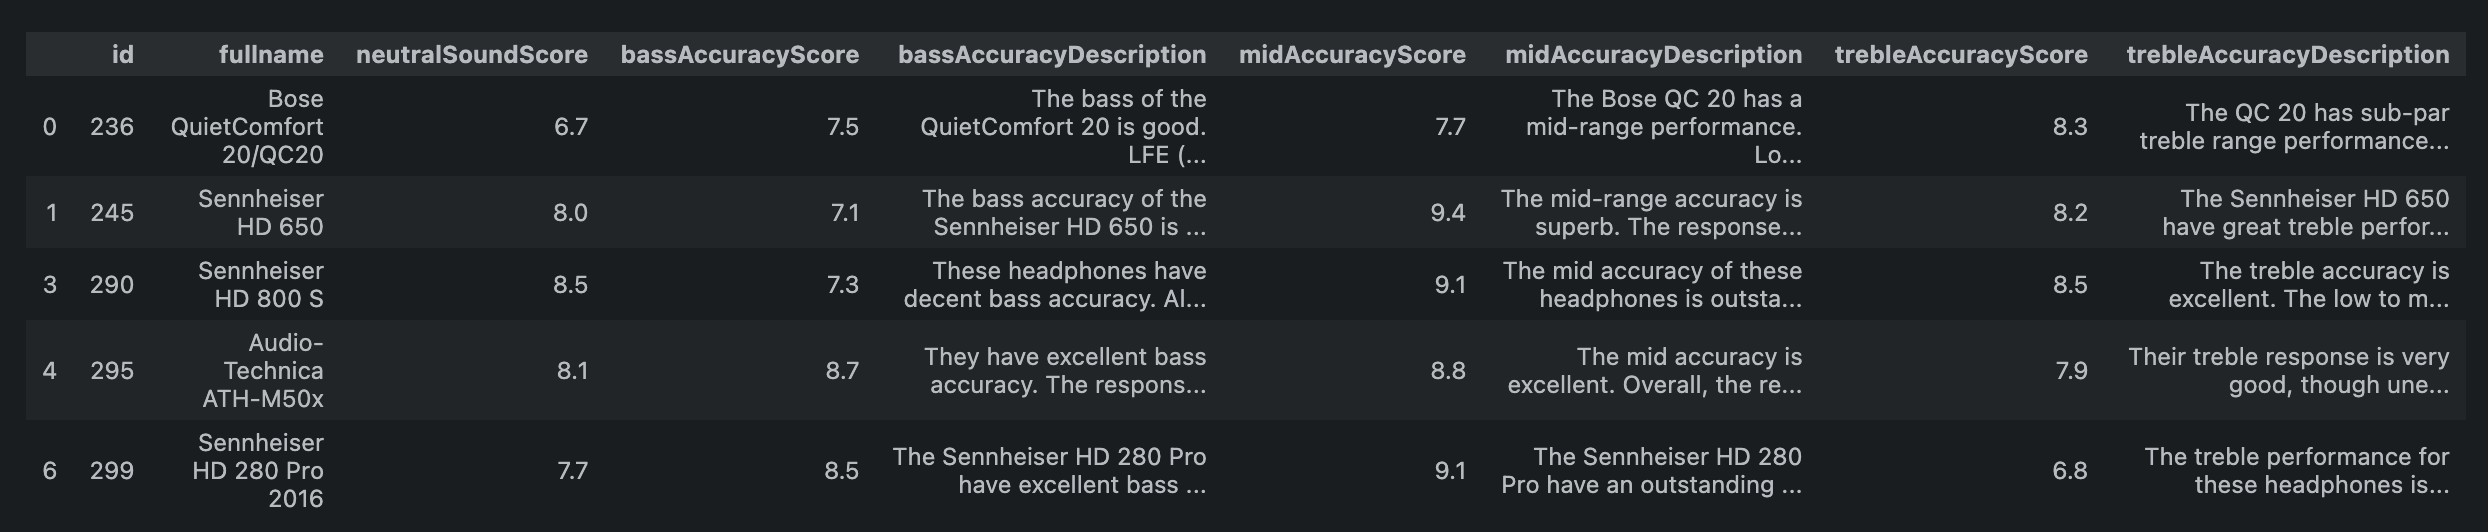 id fullname neutralSoundScore bassAccuracyScore bassAccuracyDescription midAccuracyScore midAccuracyDescription trebleAccuracyScore trebleAccuracyDescription
Bose The bass of the The Bose QC 20 has a The QC 20 has sub-par
0 236 QuietComfort 6.7 7.5 QuietComfort 20 is good. 7.7 mid-range performance. 8.3 treble range performance...
20/QC20 LFE (... Lo...
Sennheiser The bass accuracy of the The mid-range accuracy is The Sennheiser HD 650
1 245 HD 650 8.0 7.1 Sennheiser HD 650 is ... 9.4 superb. The response... 8.2 have great treble perfor...
Sennheiser These headphones have The mid accuracy of these The treble accuracy is
3 290 HD 800 S 8.5 7.3 decent bass accuracy. Al... 9.1 headphones is outsta... 8.5 excellent. The low to m...
Audio- They have excellent bass The mid accuracy is Their treble response is very
4 295 Technica 8.1 8.7 accuracy. The respons... 8.8 excellent. Overall, the re... 7.9 good, though une...
ATH-M50x
Sennheiser The Sennheiser HD 280 Pro The Sennheiser HD 280 The treble performance for
6 299 HD 280 Pro 7.7 8.5 have excellent bass ... 9.1 Pro have an outstanding ... 6.8 these headphones is...
2016